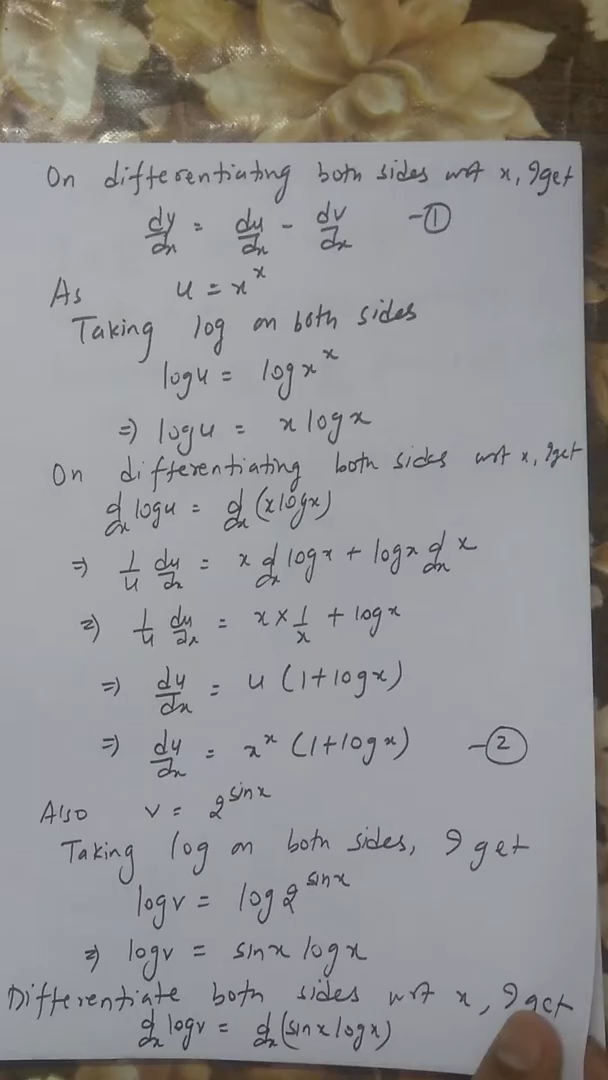 On differentiating both sides wrt x, I get
dy/dx = du/dx - dv/dx -①
As u = x^x
Taking log on both sides
log u = log x^x
⇒ log u = x log x
On differentiating both sides wrt x, I get
d/dx log u = d/dx (x log x)
⇒ 1/u du/dx = x d/dx log x + log x d/dx x
⇒ 1/u du/dx = x × 1/x + log x
⇒ du/dx = u (1 + log x)
⇒ du/dx = x^x (1 + log x) -②
Also v = 2^sin x
Taking log on both sides, I get
log v = log 2^sin x
⇒ log v = sin x log x
Differentiate both sides wrt x, I get
d/dx log v = d/dx (sin x log x)